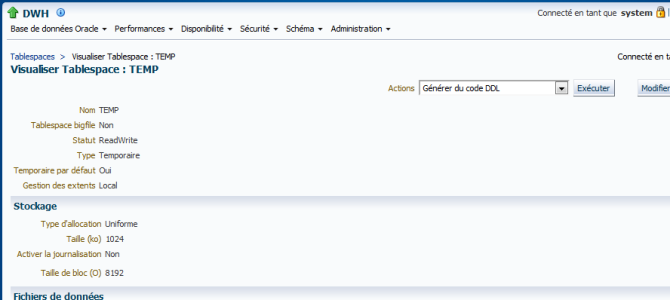 DWH
Connecté en tant que system
Base de données Oracle Performances Disponibilité Sécurité Schéma Administration
Tablespaces > Visualiser Tablespace : TEMP
Connecté en
Visualiser Tablespace : TEMP
Actions Générer du code DDL Exécuter Modifier
Nom TEMP
Tablespace bigfile Non
Statut ReadWrite
Type Temporaire
Temporaire par défaut Oui
Gestion des extents Local
Stockage
Type d'allocation Uniforme
Taille (ko) 1024
Activer la journalisation Non
Taille de bloc (O) 8192
Fichiers de données